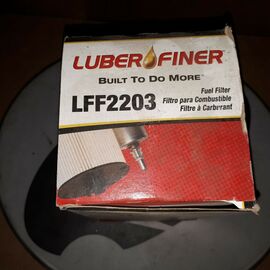 LUBER FINER
BUILT TO DO MORE™
LFF2203
Fuel Filter
Filtro para Combustible
Filtre à Carburant